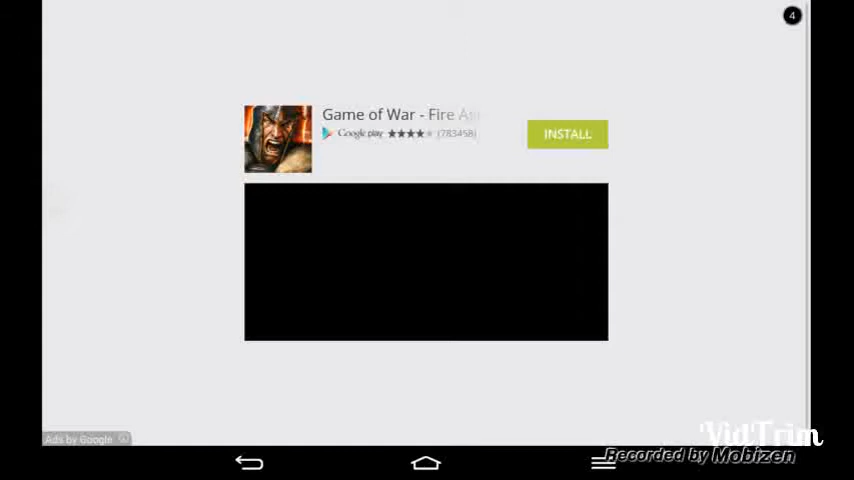 4
Game of War - Fire A
Google play (783458)
INSTALL
Ads by Google
VidTrim
Recorded by Mobizen